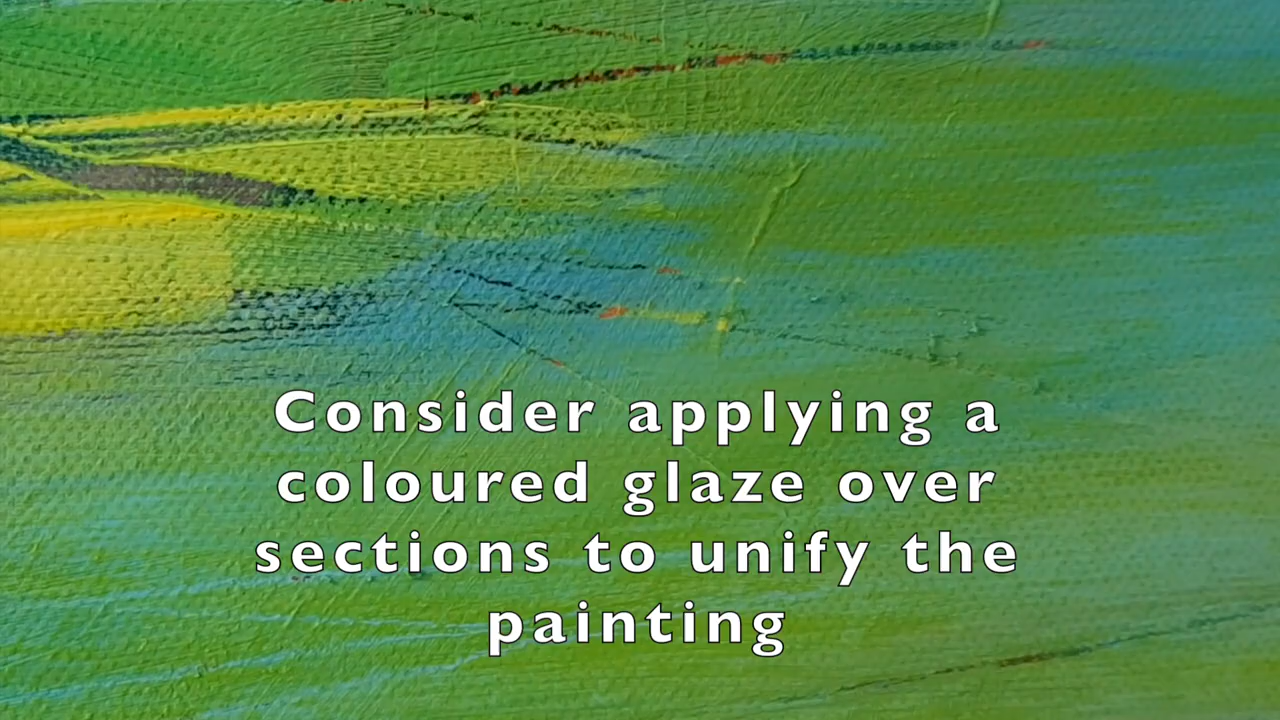 Consider applying a
coloured glaze over
sections to unify the
painting